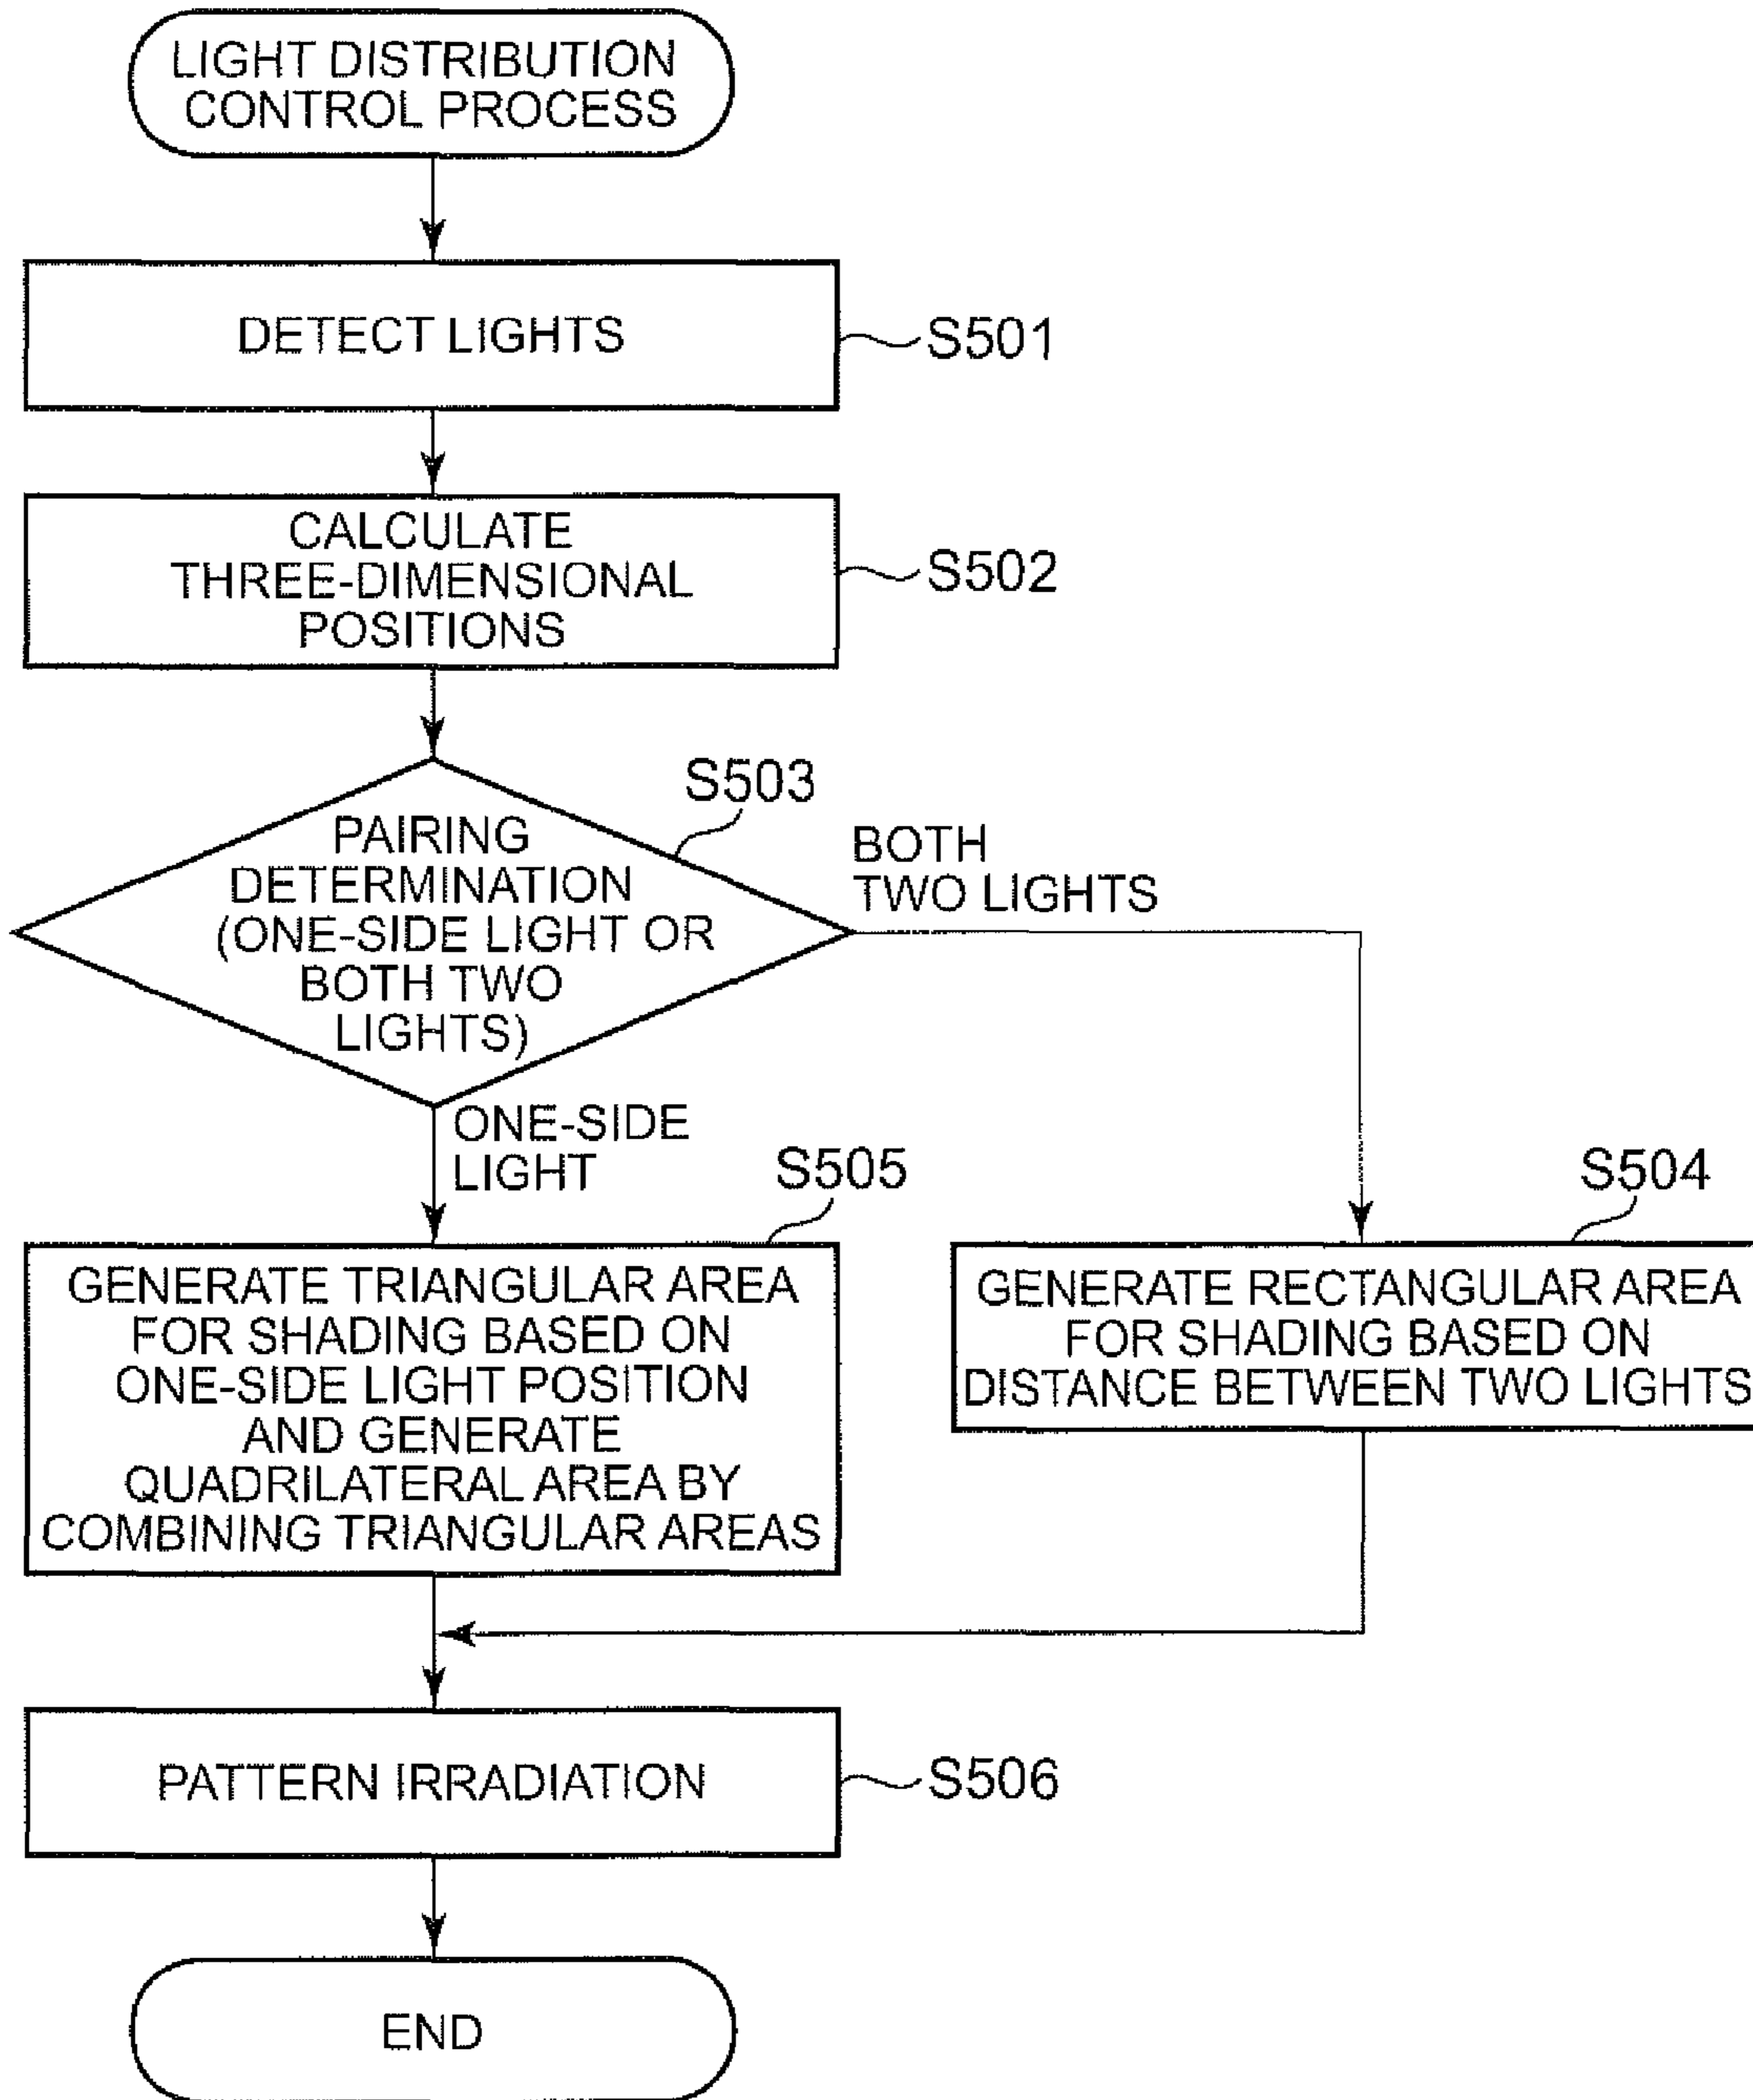 LIGHT DISTRIBUTION
CONTROL PROCESS
DETECT LIGHTS
S501
CALCULATE
THREE-DIMENSIONAL
POSITIONS
S502
S503
PAIRING
DETERMINATION
(ONE-SIDE LIGHT OR
BOTH TWO
LIGHTS)
BOTH
TWO LIGHTS
ONE-SIDE
LIGHT
S505
GENERATE TRIANGULAR AREA
FOR SHADING BASED ON
ONE-SIDE LIGHT POSITION
AND GENERATE
QUADRILATERAL AREA BY
COMBINING TRIANGULAR AREAS
S504
GENERATE RECTANGULAR AREA
FOR SHADING BASED ON
DISTANCE BETWEEN TWO LIGHTS
PATTERN IRRADIATION
S506
END